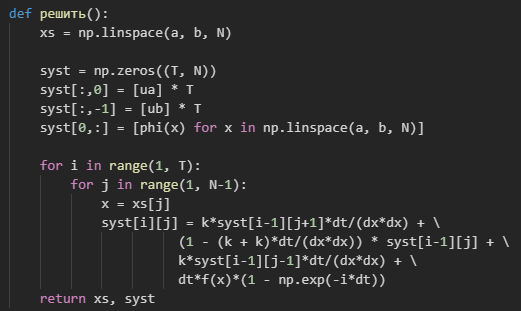 def решить():
    xs = np.linspace(a, b, N)

    syst = np.zeros((T, N))
    syst[:,0] = [ua] * T
    syst[:,-1] = [ub] * T
    syst[0,:] = [phi(x) for x in np.linspace(a, b, N)]

    for i in range(1, T):
        for j in range(1, N-1):
            x = xs[j]
            syst[i][j] = k*syst[i-1][j+1]*dt/(dx*dx) + \
                      (1 - (k + k)*dt/(dx*dx)) * syst[i-1][j] + \
                      k*syst[i-1][j-1]*dt/(dx*dx) + \
                      dt*f(x)*(1 - np.exp(-i*dt))
    return xs, syst